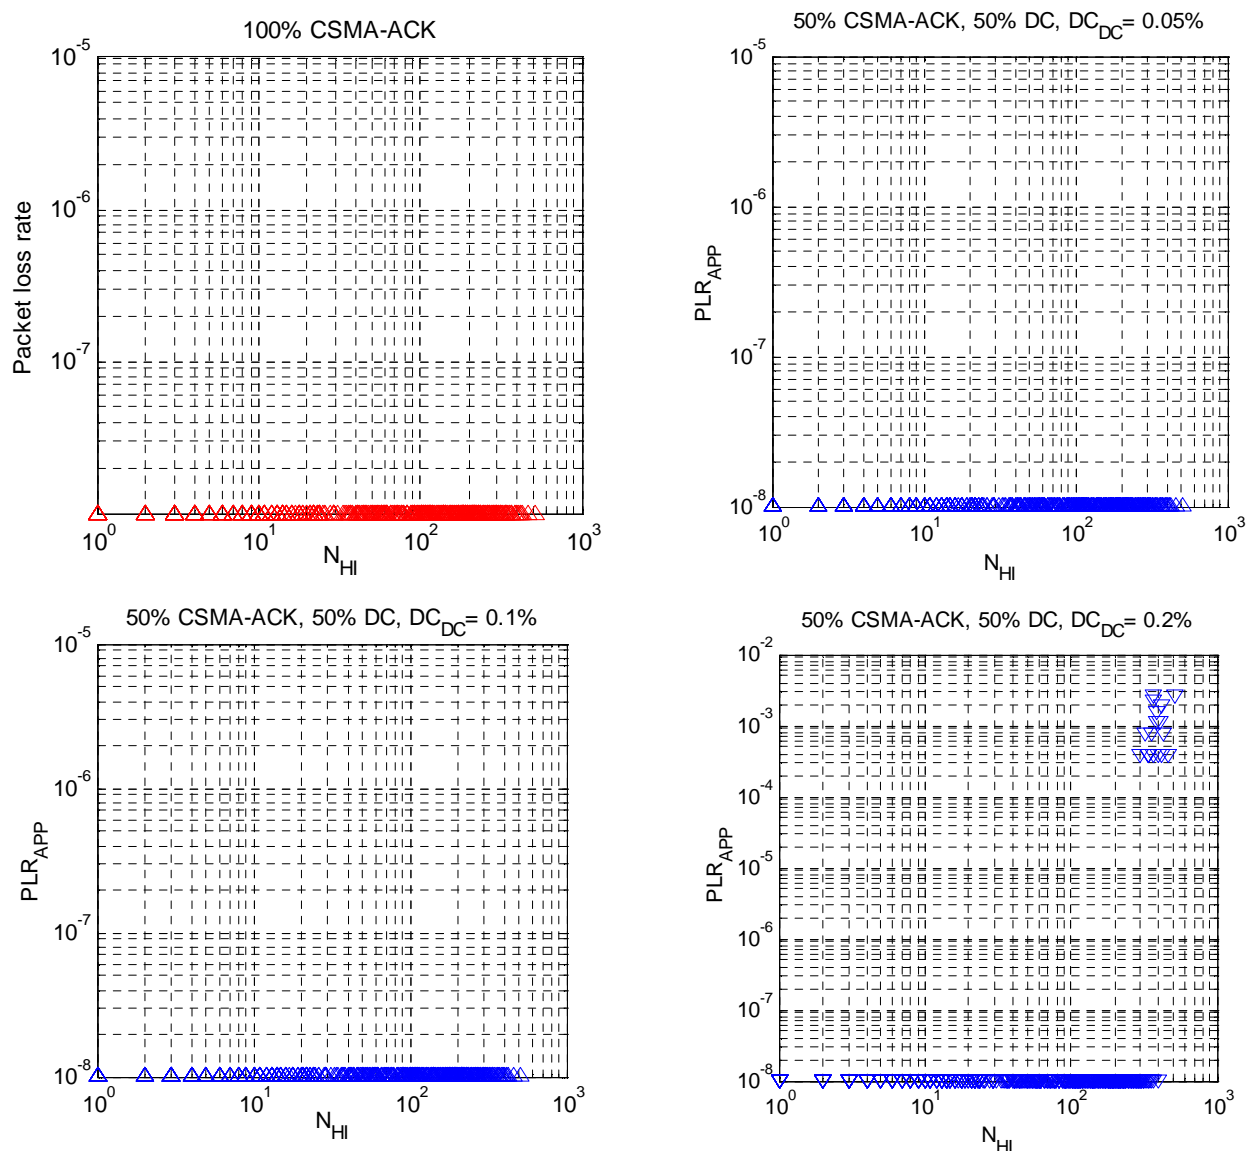 100% CSMA-ACK
10^-5
10^-6
10^-7
Packet loss rate
10^0 10^1 10^2 10^3
N_HI
50% CSMA-ACK, 50% DC, DC_DC= 0.05%
10^-5
10^-6
10^-7
10^-8
PLR_APP
10^0 10^1 10^2 10^3
N_HI
50% CSMA-ACK, 50% DC, DC_DC= 0.1%
10^-5
10^-6
10^-7
10^-8
PLR_APP
10^0 10^1 10^2 10^3
N_HI
50% CSMA-ACK, 50% DC, DC_DC= 0.2%
10^-2
10^-3
10^-4
10^-5
10^-6
10^-7
10^-8
PLR_APP
10^0 10^1 10^2 10^3
N_HI